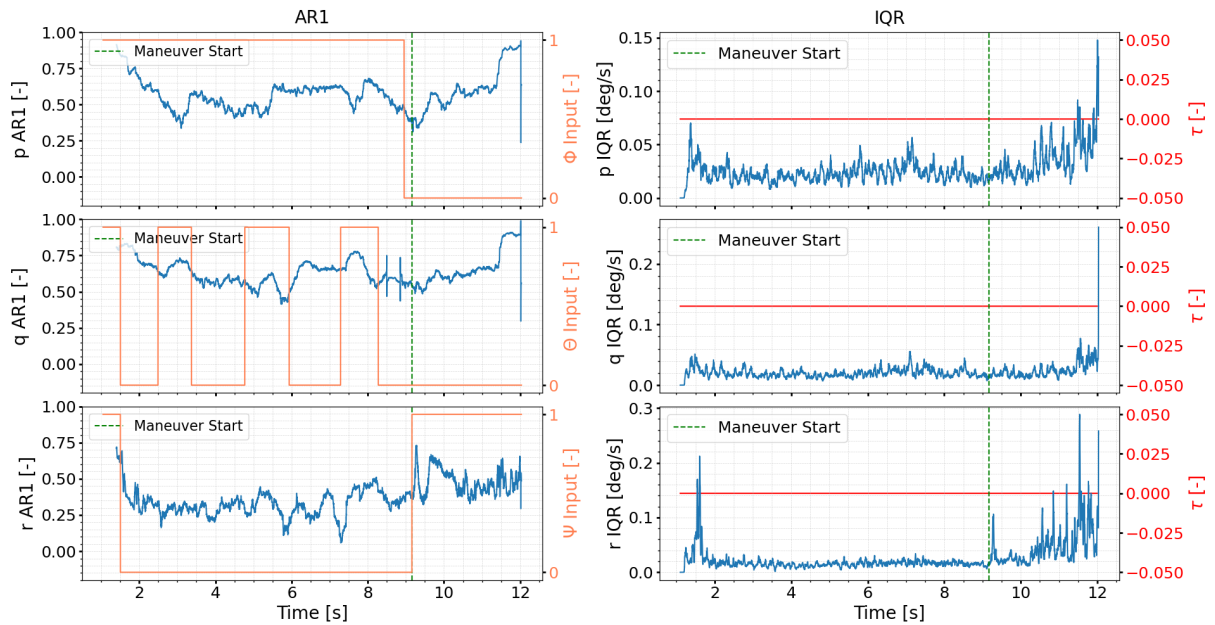 AR1
IQR
1.00
0.75
0.50
0.25
0.00
p AR1 [-]
Maneuver Start
1
0
Φ Input [-]
0.15
0.10
0.05
0.00
p IQR [deg/s]
Maneuver Start
0.050
0.025
0.000
−0.025
−0.050
τ [-]
1.00
0.75
0.50
0.25
0.00
q AR1 [-]
Maneuver Start
1
0
Θ Input [-]
0.2
0.1
0.0
q IQR [deg/s]
Maneuver Start
0.050
0.025
0.000
−0.025
−0.050
τ [-]
1.00
0.75
0.50
0.25
0.00
r AR1 [-]
Maneuver Start
1
0
Ψ Input [-]
2 4 6 8 10 12
Time [s]
0.3
0.2
0.1
0.0
r IQR [deg/s]
Maneuver Start
0.050
0.025
0.000
−0.025
−0.050
τ [-]
2 4 6 8 10 12
Time [s]